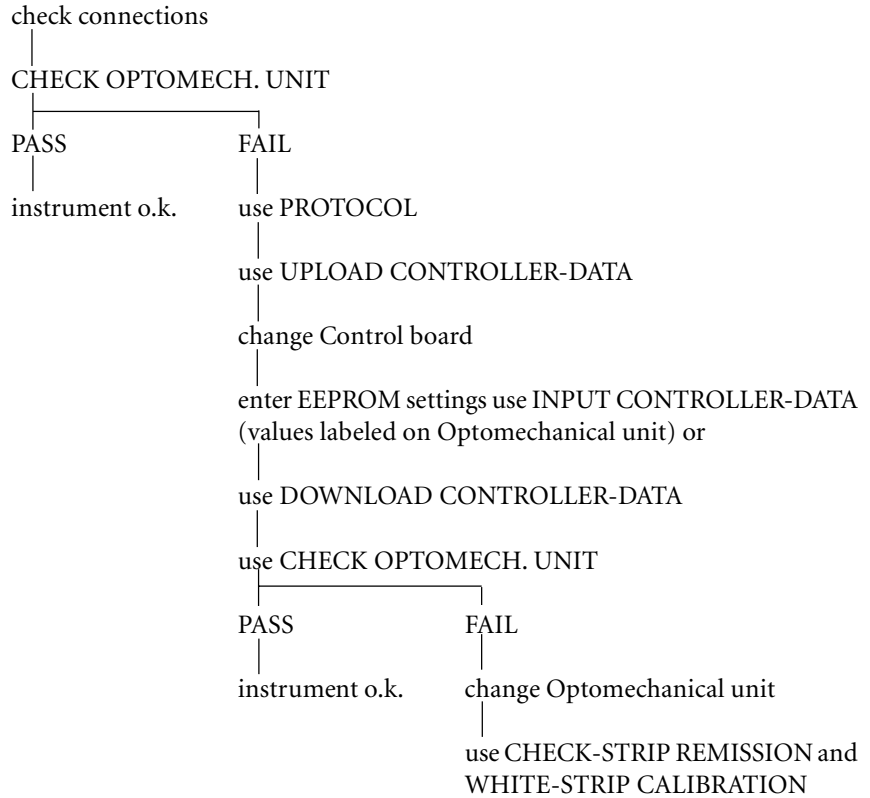 check connections
CHECK OPTOMECH. UNIT
PASS FAIL
instrument o.k. use PROTOCOL
use UPLOAD CONTROLLER-DATA
change Control board
enter EEPROM settings use INPUT CONTROLLER-DATA
(values labeled on Optomechanical unit) or
use DOWNLOAD CONTROLLER-DATA
use CHECK OPTOMECH. UNIT
PASS FAIL
instrument o.k. change Optomechanical unit
use CHECK-STRIP REMISSION and
WHITE-STRIP CALIBRATION